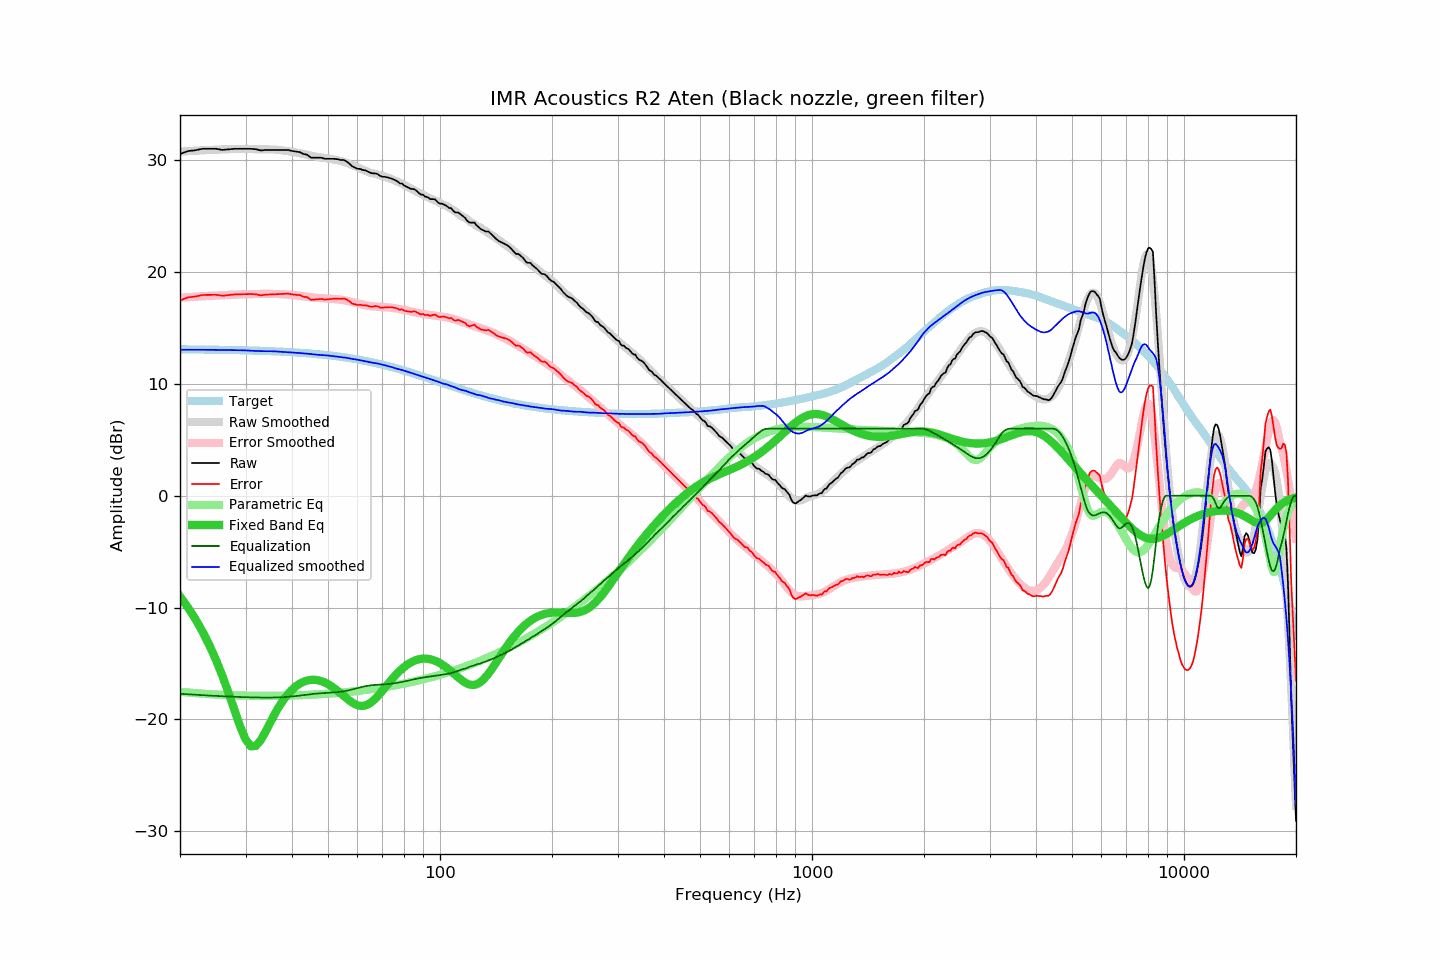 IMR Acoustics R2 Aten (Black nozzle, green filter)
Amplitude (dBr)
30
20
10
0
−10
−20
−30
Target
Raw Smoothed
Error Smoothed
Raw
Error
Parametric Eq
Fixed Band Eq
Equalization
Equalized smoothed
100
1000
10000
Frequency (Hz)